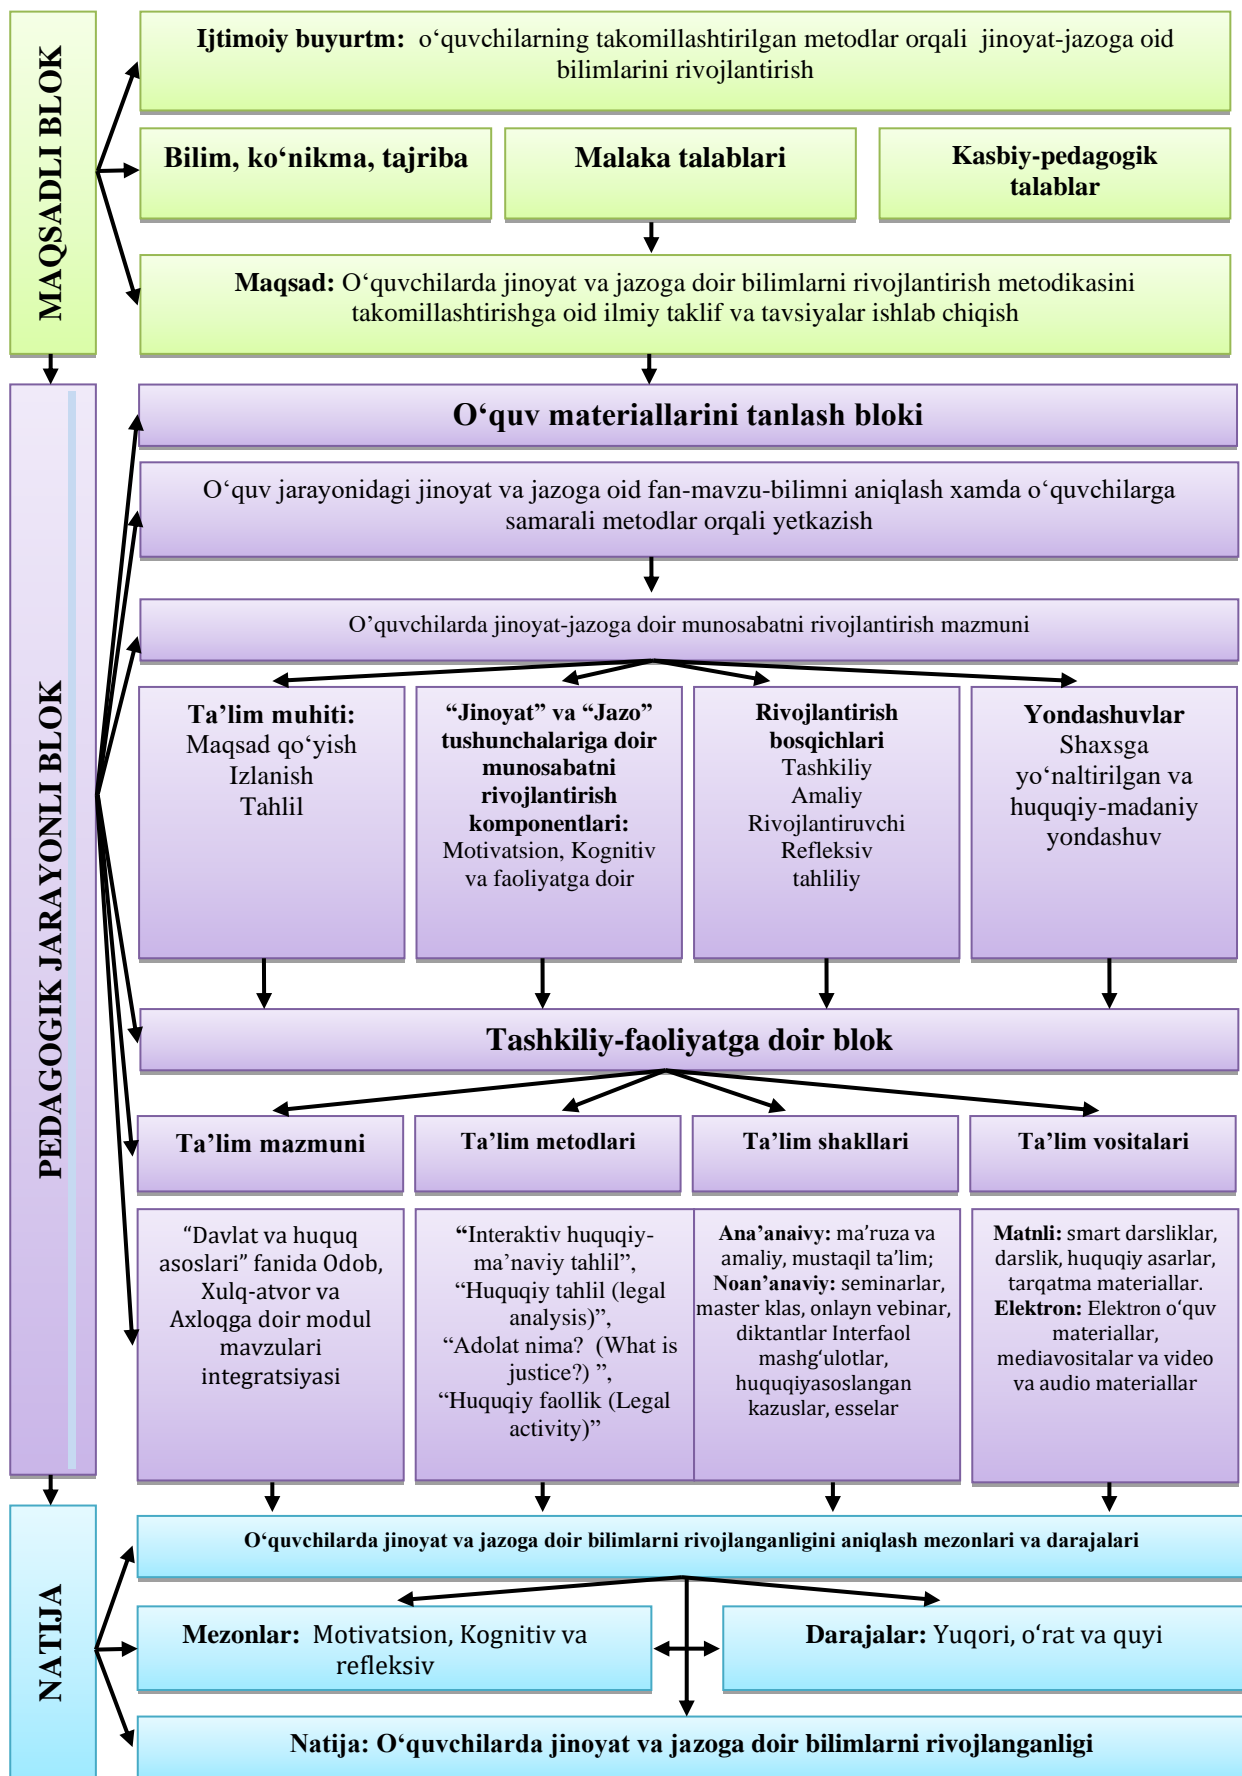 MAQSADLI BLOK
Ijtimoiy buyurtm: o‘quvchilarning takomillashtirilgan metodlar orqali jinoyat-jazoga oid
bilimlarini rivojlantirish
Bilim, ko‘nikma, tajriba
Malaka talablari
Kasbiy-pedagogik
talablar
Maqsad: O‘quvchilarda jinoyat va jazoga doir bilimlarni rivojlantirish metodikasini
takomillashtirishga oid ilmiy taklif va tavsiyalar ishlab chiqish
PEDAGOGIK JARAYONLI BLOK
O‘quv materiallarini tanlash bloki
O‘quv jarayonidagi jinoyat va jazoga oid fan-mavzu-bilimni aniqlash xamda o‘quvchilarga
samarali metodlar orqali yetkazish
O’quvchilarda jinoyat-jazoga doir munosabatni rivojlantirish mazmuni
Ta’lim muhiti:
Maqsad qo‘yish
Izlanish
Tahlil
“Jinoyat” va “Jazo”
tushunchalariga doir
munosabatni
rivojlantirish
komponentlari:
Motivatsion, Kognitiv
va faoliyatga doir
Rivojlantirish
bosqichlari
Tashkiliy
Amaliy
Rivojlantiruvchi
Refleksiv
tahliliy
Yondashuvlar
Shaxsga
yo‘naltirilgan va
huquqiy-madaniy
yondashuv
Tashkiliy-faoliyatga doir blok
Ta’lim mazmuni
Ta’lim metodlari
Ta’lim shakllari
Ta’lim vositalari
“Davlat va huquq
asoslari” fanida Odob,
Xulq-atvor va
Axloqga doir modul
mavzulari
integratsiyasi
“Interaktiv huquqiy-
ma’naviy tahlil”,
“Huquqiy tahlil (legal
analysis)”,
“Adolat nima? (What is
justice?) ”,
“Huquqiy faollik (Legal
activity)”
Ana’anaivy: ma’ruza va
amaliy, mustaqil ta’lim;
Noan’anaviy: seminarlar,
master klas, onlayn vebinar,
diktantlar Interfaol
mashg‘ulotlar,
huquqiyasoslangan
kazuslar, esselar
Matnli: smart darsliklar,
darslik, huquqiy asarlar,
tarqatma materiallar.
Elektron: Elektron o‘quv
materiallar,
mediavositalar va video
va audio materiallar
NATIJA
O‘quvchilarda jinoyat va jazoga doir bilimlarni rivojlanganligini aniqlash mezonlari va darajalari
Mezonlar: Motivatsion, Kognitiv va
refleksiv
Darajalar: Yuqori, o‘rat va quyi
Natija: O‘quvchilarda jinoyat va jazoga doir bilimlarni rivojlanganligi